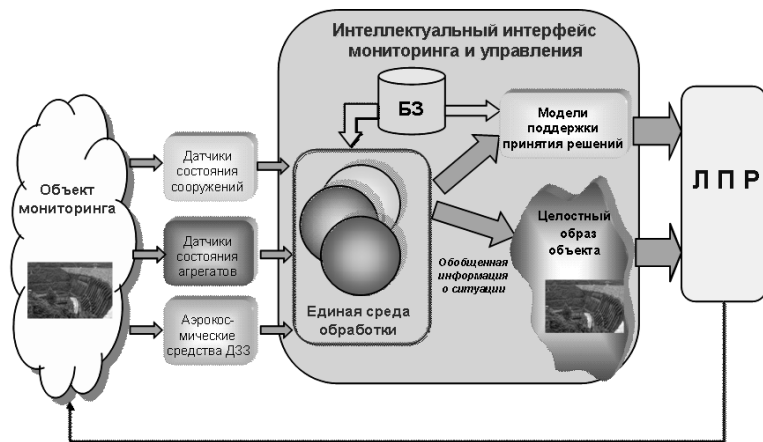 Интеллектуальный интерфейс
мониторинга и управления
БЗ
Модели
поддержки
принятия решений
Л П Р
Датчики
состояния
сооружений
Объект
мониторинга
Датчики
состояния
агрегатов
Целостный
образ
объекта
Обобщенная
информация
о ситуации
Единая среда
обработки
Аэрокос-
мические
средства ДЗЗ